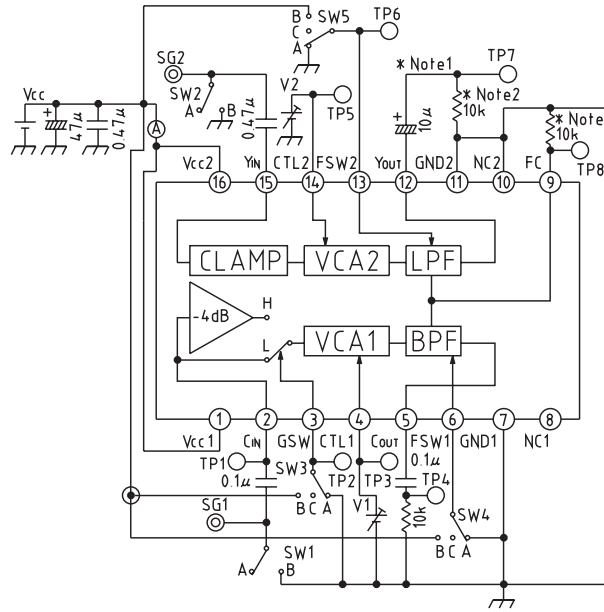 B SW5 TP6
C
A
SG2
* Note1 TP7
V2
Vcc
SW2
A B
* Note2
10k
* Note
10k
+ 47μ 0.47μ A 0.47μ TP5 + 10μ TP8
Vcc2 YIN CTL2 FSW2 YOUT GND2 NC2 FC
16 15 14 13 12 11 10 9
CLAMP VCA2 LPF
-4dB H
L VCA1 BPF
1 2 3 4 5 6 7 8
Vcc1 CIN GSW CTL1 COUT FSW1 GND1 NC1
TP1 SW3 TP2 TP3 0.1μ TP4
0.1μ
B C A V1 10k SW4
SG1
B C A
SW1
A B